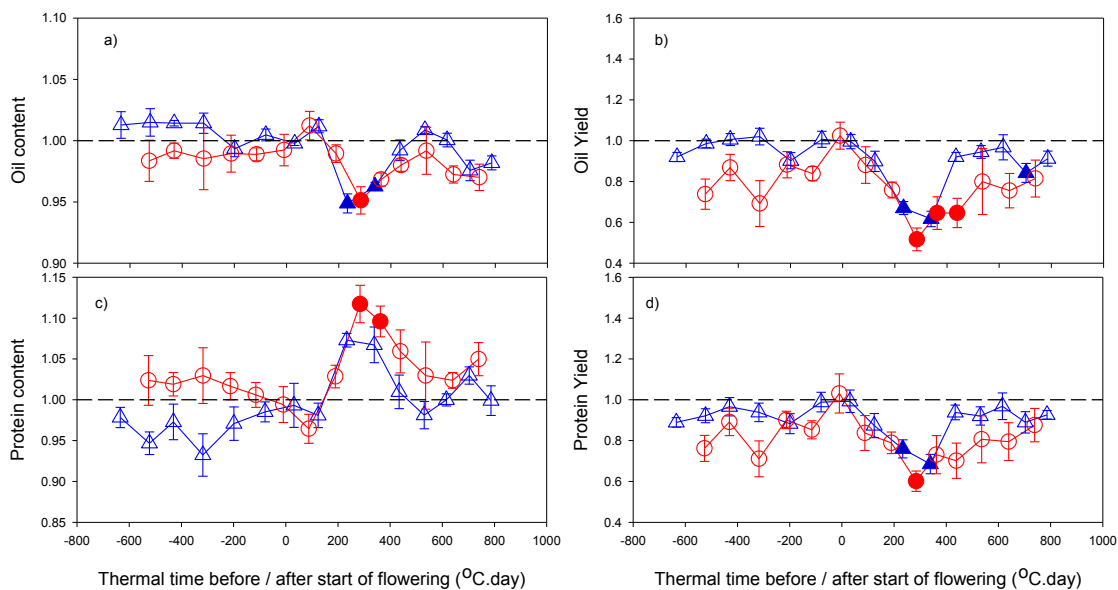 a)
Oil content
1.10
1.05
1.00
0.95
0.90
b)
Oil Yield
1.6
1.4
1.2
1.0
0.8
0.6
0.4
c)
Protein content
1.15
1.10
1.05
1.00
0.95
0.90
0.85
-800 -600 -400 -200 0 200 400 600 800 1000
Thermal time before / after start of flowering (ºC.day)
d)
Protein Yield
1.6
1.4
1.2
1.0
0.8
0.6
0.4
-800 -600 -400 -200 0 200 400 600 800 1000
Thermal time before / after start of flowering (ºC.day)